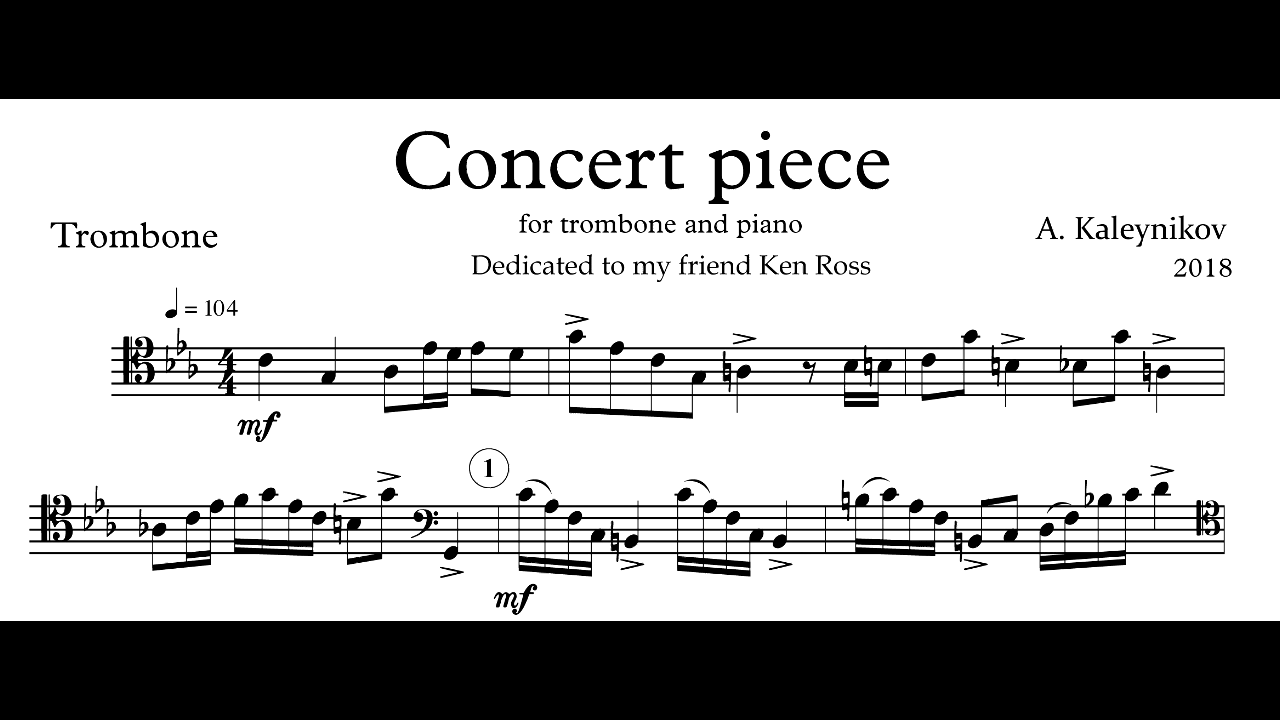 Concert piece
for trombone and piano
Trombone
A. Kaleynikov
Dedicated to my friend Ken Ross
2018
♩ = 104
mf
1
mf